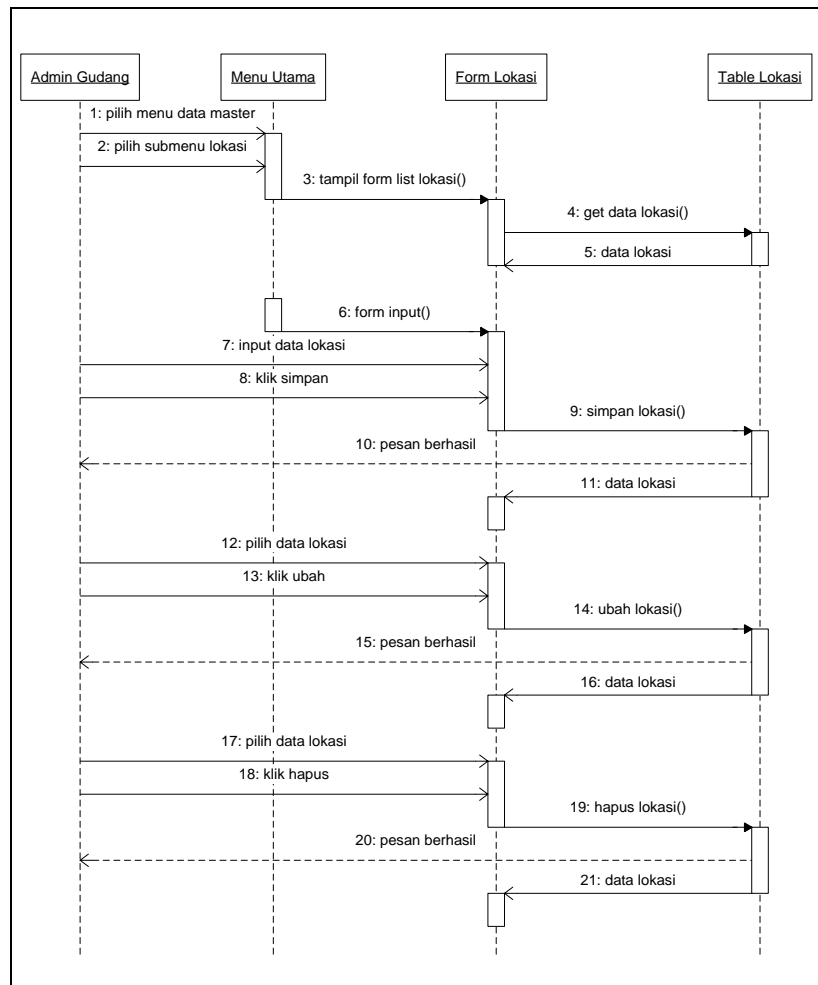 Admin Gudang
Menu Utama
Form Lokasi
Table Lokasi
1: pilih menu data master
2: pilih submenu lokasi
3: tampil form list lokasi()
4: get data lokasi()
5: data lokasi
6: form input()
7: input data lokasi
8: klik simpan
9: simpan lokasi()
10: pesan berhasil
11: data lokasi
12: pilih data lokasi
13: klik ubah
14: ubah lokasi()
15: pesan berhasil
16: data lokasi
17: pilih data lokasi
18: klik hapus
19: hapus lokasi()
20: pesan berhasil
21: data lokasi